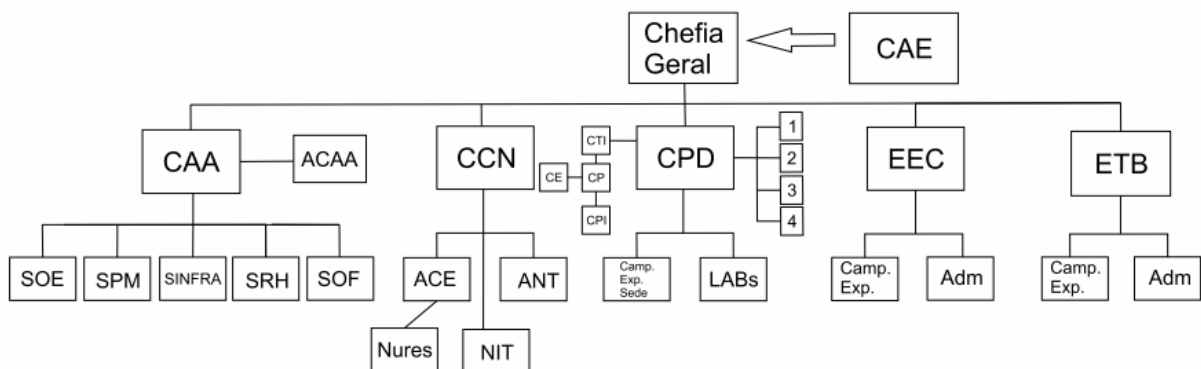 Chefia
Geral
CAE
CAA
ACAA
CCN
CTI
CE
CP
CPI
CPD
1
2
3
4
EEC
ETB
SOE
SPM
SINFRA
SRH
SOF
ACE
ANT
Camp.
Exp.
Sede
LABs
Camp.
Exp.
Adm
Camp.
Exp.
Adm
Nures
NIT